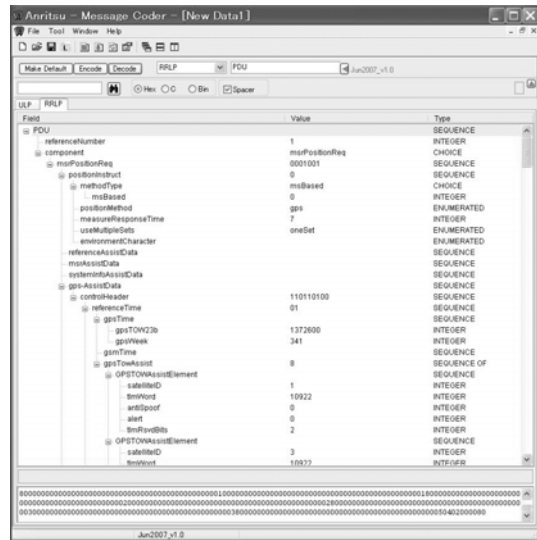 Anritsu - Message Coder - [New Data1]
File Tool Window Help
Make Default Encode Decode RRLP PDU Jun2007_v1.0
Hex C Bin Spacer
ULP RRLP
Field Value Type
PDU SEQUENCE
referenceNumber 1 INTEGER
component msrPositionReq CHOICE
msrPositionReq 0001001 SEQUENCE
positionInstruct 0 SEQUENCE
methodType msBased CHOICE
msBased 0 INTEGER
positionMethod gps ENUMERATED
measureResponseTime 7 INTEGER
useMultipleSets oneSet ENUMERATED
environmentCharacter ENUMERATED
referenceAssistData SEQUENCE
msrAssistData SEQUENCE
systemInfoAssistData SEQUENCE
gps-AssistData SEQUENCE
controlHeader 110110100 SEQUENCE
referenceTime 01 SEQUENCE
gpsTime SEQUENCE
gpsTOW23b 1372600 INTEGER
gpsWeek 341 INTEGER
gsmTime SEQUENCE
gpsTowAssist 8 SEQUENCE OF
GPSTOWAssistElement SEQUENCE
satelliteID 1 INTEGER
tlmWord 10922 INTEGER
antiSpoof 0 INTEGER
alert 0 INTEGER
tlmRsvdBits 2 INTEGER
GPSTOWAssistElement SEQUENCE
satelliteID 3 INTEGER
tlmWord 10922 INTEGER
Jun2007_v1.0